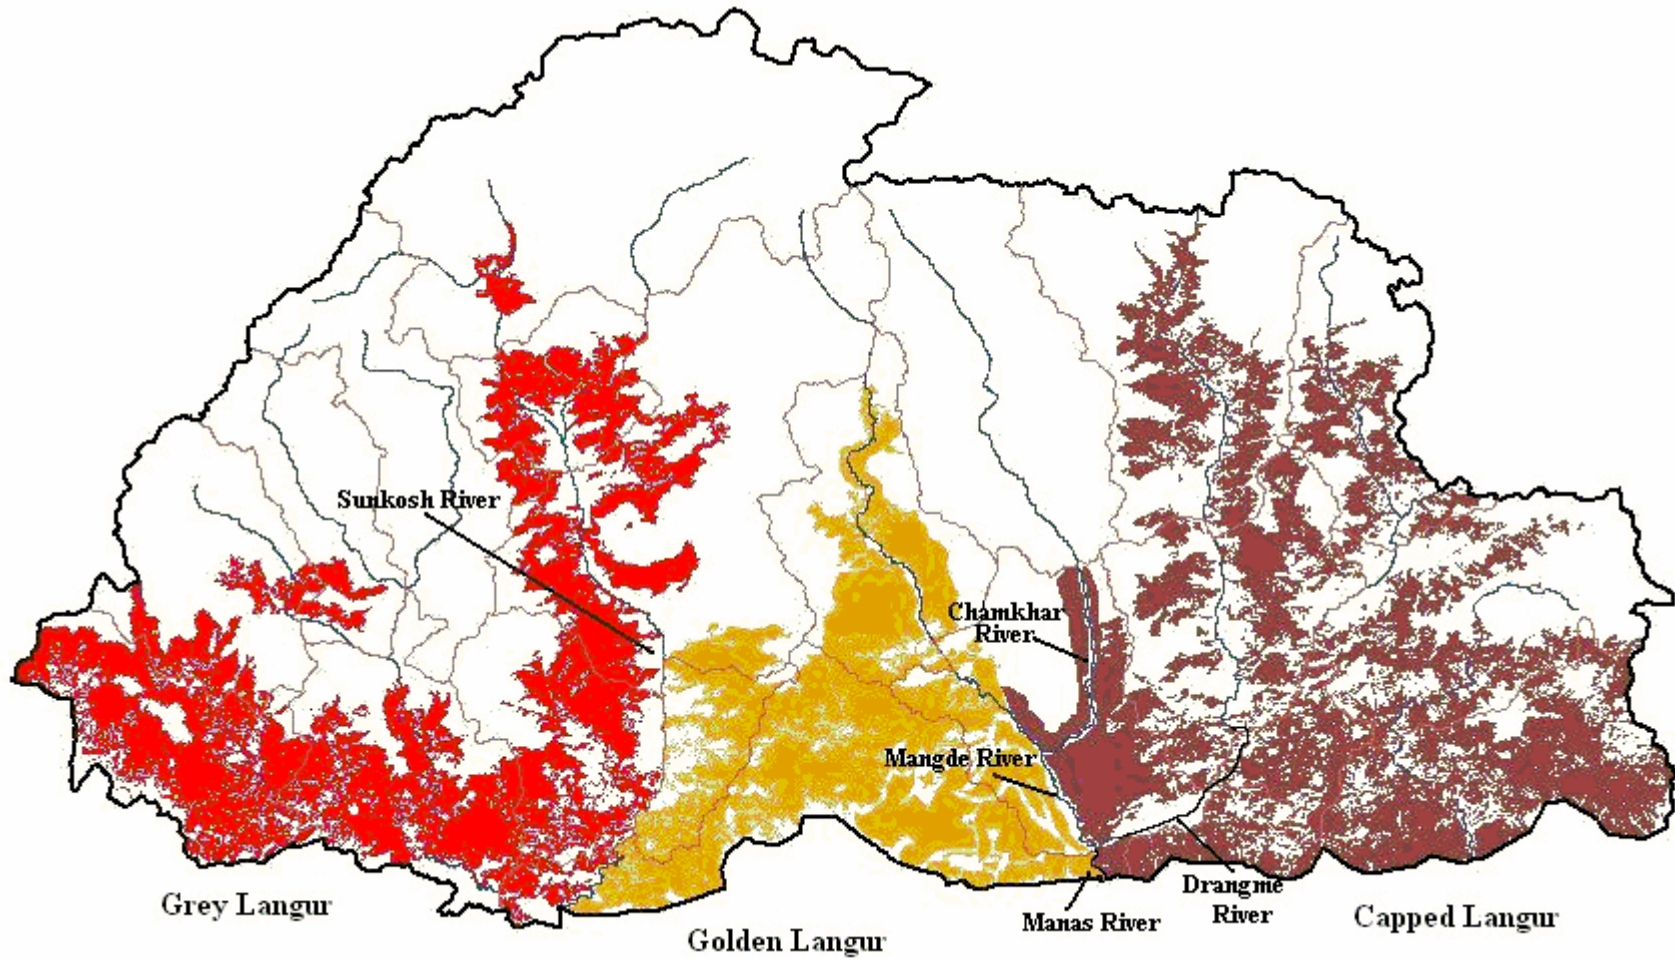 Sunkosh River
Chamkhar
River
Mangde River
Drangme
River
Manas River
Grey Langur
Golden Langur
Capped Langur